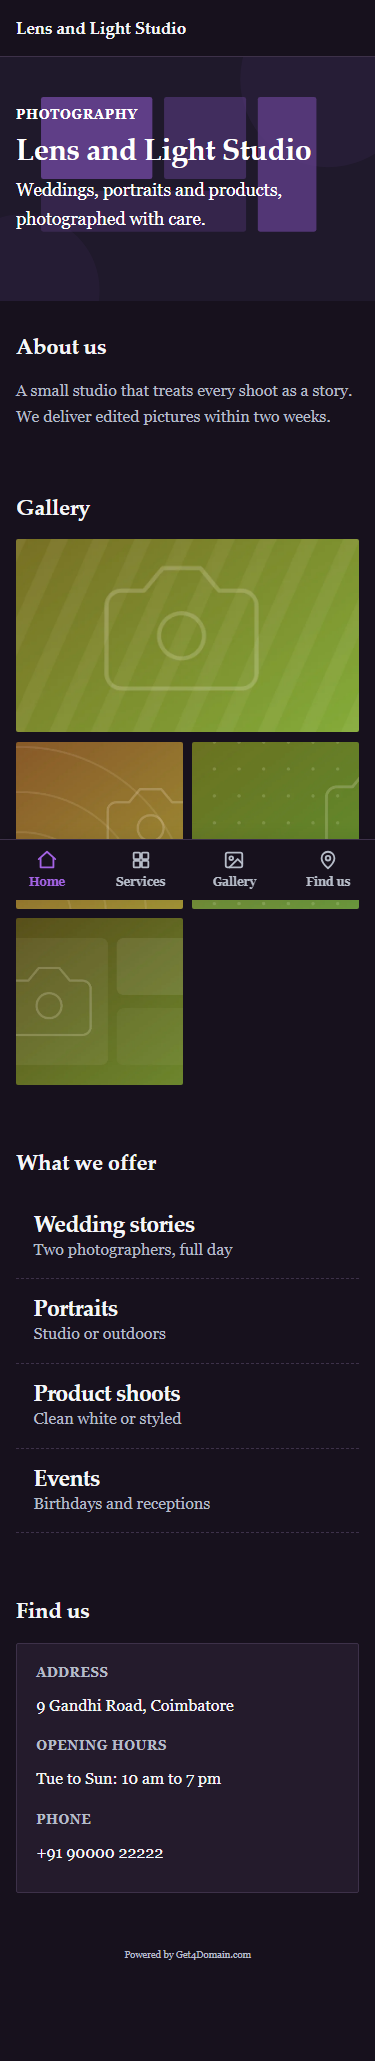 Lens and Light Studio
PHOTOGRAPHY
Lens and Light Studio
Weddings, portraits and products,
photographed with care.
About us
A small studio that treats every shoot as a story.
We deliver edited pictures within two weeks.
Gallery
Home
Services
Gallery
Find us
What we offer
Wedding stories
Two photographers, full day
Portraits
Studio or outdoors
Product shoots
Clean white or styled
Events
Birthdays and receptions
Find us
ADDRESS
9 Gandhi Road, Coimbatore
OPENING HOURS
Tue to Sun: 10 am to 7 pm
PHONE
+91 90000 22222
Powered by Get4Domain.com